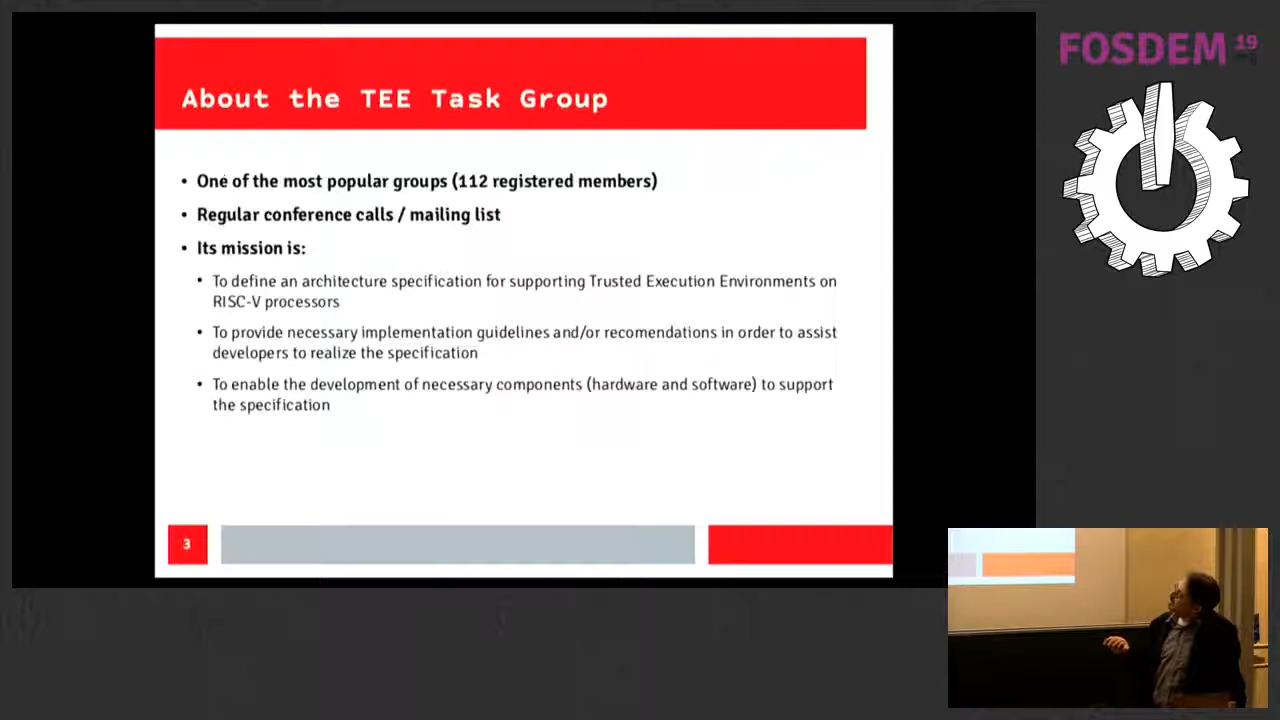 FOSDEM 19
About the TEE Task Group
• One of the most popular groups (112 registered members)
• Regular conference calls / mailing list
• Its mission is:
• To define an architecture specification for supporting Trusted Execution Environments on
RISC-V processors
• To provide necessary implementation guidelines and/or recomendations in order to assist
developers to realize the specification
• To enable the development of necessary components (hardware and software) to support
the specification
3